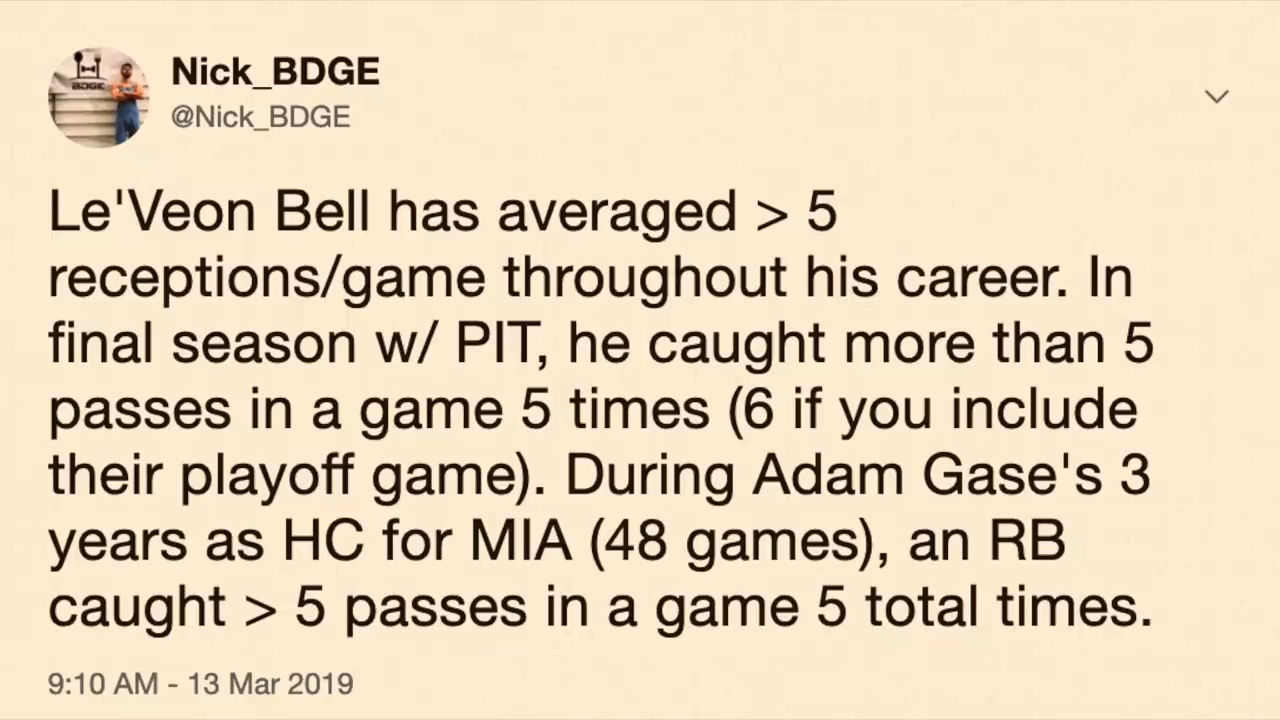 Nick_BDGE
@Nick_BDGE
BDGE
Le'Veon Bell has averaged > 5
receptions/game throughout his career. In
final season w/ PIT, he caught more than 5
passes in a game 5 times (6 if you include
their playoff game). During Adam Gase's 3
years as HC for MIA (48 games), an RB
caught > 5 passes in a game 5 total times.
9:10 AM - 13 Mar 2019